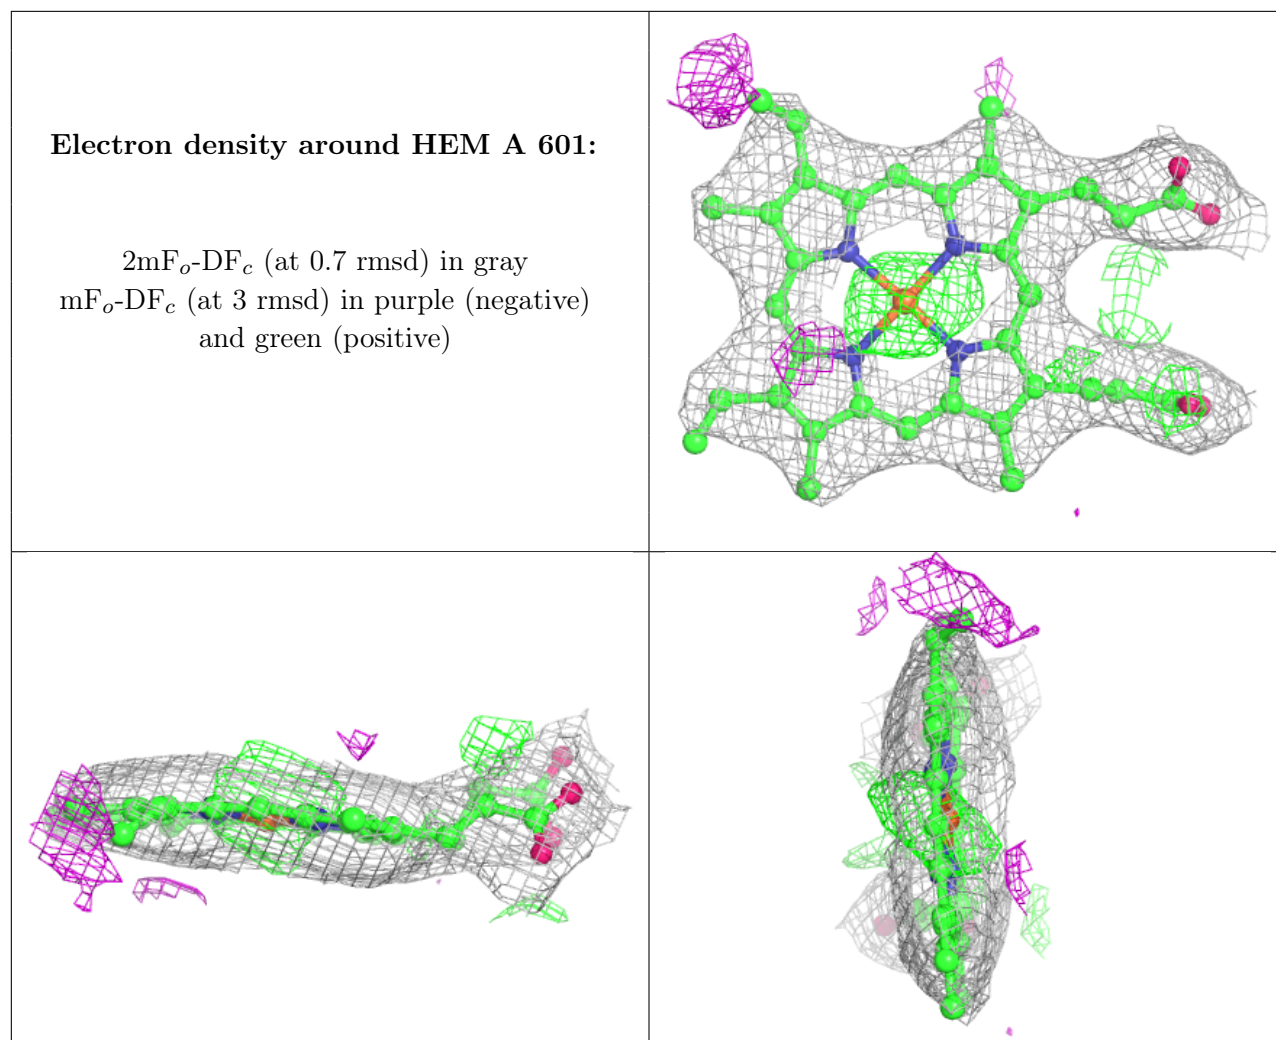 Electron density around HEM A 601:
2mFo-DFc (at 0.7 rmsd) in gray
mFo-DFc (at 3 rmsd) in purple (negative)
and green (positive)